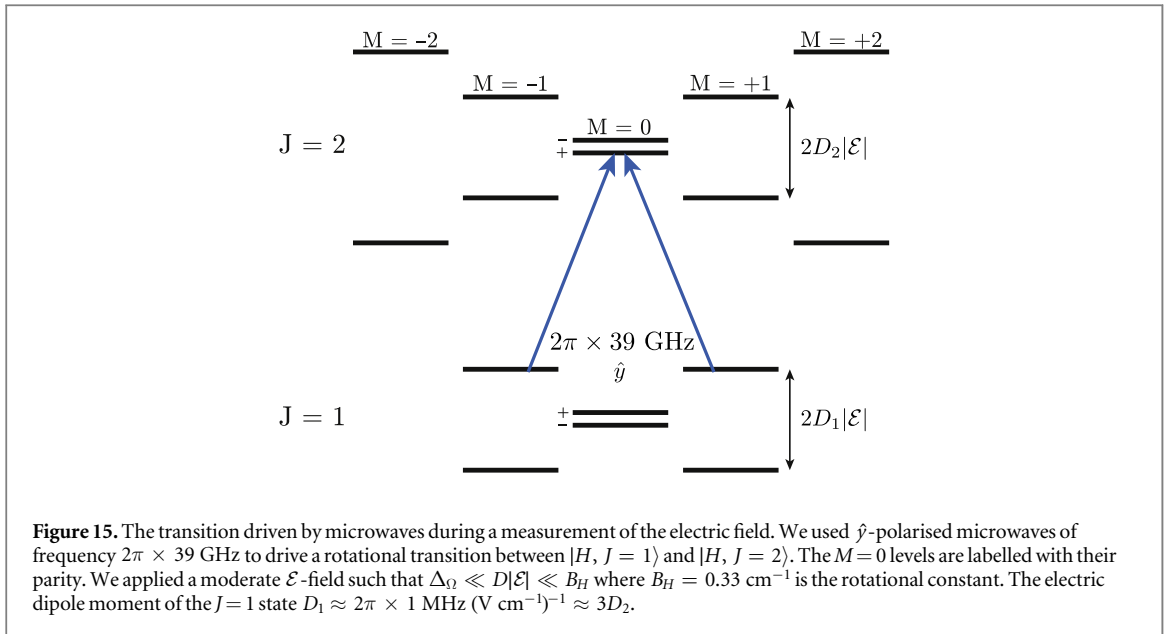 M = –2
M = +2
M = –1
M = +1
M = 0
J = 2
–
+
2D₂|ℰ|
2π × 39 GHz
ŷ
J = 1
+
–
2D₁|ℰ|
Figure 15. The transition driven by microwaves during a measurement of the electric field. We used ŷ-polarised microwaves of
frequency 2π × 39 GHz to drive a rotational transition between |H, J = 1⟩ and |H, J = 2⟩. The M = 0 levels are labelled with their
parity. We applied a moderate ℰ-field such that Δ_Ω ≪ D|ℰ| ≪ B_H where B_H = 0.33 cm⁻¹ is the rotational constant. The electric
dipole moment of the J = 1 state D₁ ≈ 2π × 1 MHz (V cm⁻¹)⁻¹ ≈ 3D₂.